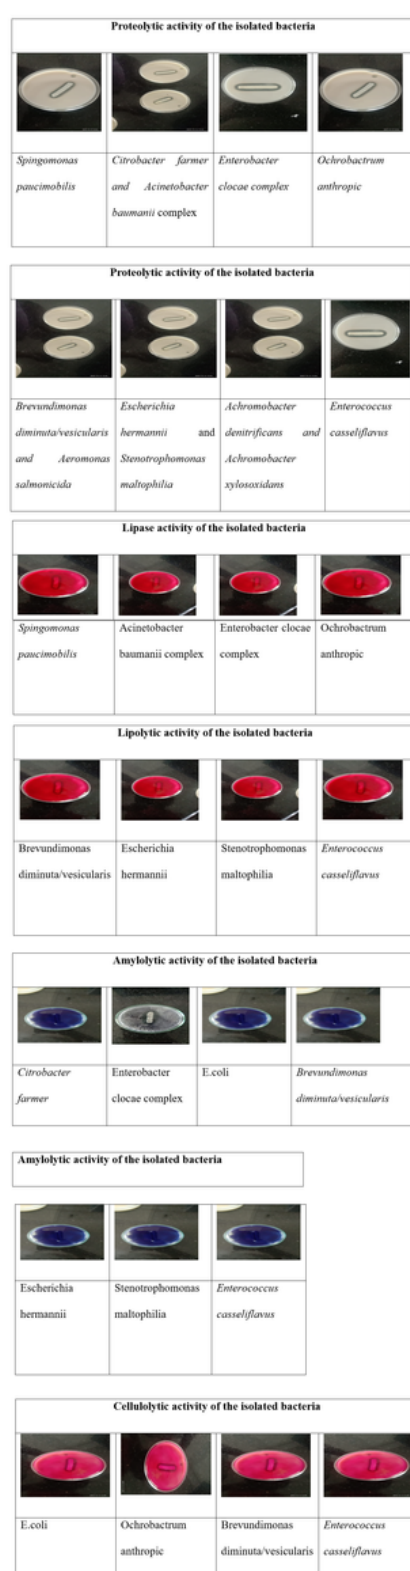 Proteolytic activity of the isolated bacteria
Spingomonas paucimobilis
Citrobacter farmer and Acinetobacter baumanii complex
Enterobacter clocae complex
Ochrobactrum anthropic
Proteolytic activity of the isolated bacteria
Brevundimonas diminuta/vesicularis and Aeromonas salmonicida
Escherichia hermannii and Stenotrophomonas maltophilia
Achromobacter denitrificans and Achromobacter xylosoxidans
Enterococcus casseliflavus
Lipase activity of the isolated bacteria
Spingomonas paucimobilis
Acinetobacter baumanii complex
Enterobacter clocae complex
Ochrobactrum anthropic
Lipolytic activity of the isolated bacteria
Brevundimonas diminuta/vesicularis
Escherichia hermannii
Stenotrophomonas maltophilia
Enterococcus casseliflavus
Amylolytic activity of the isolated bacteria
Citrobacter farmer
Enterobacter clocae complex
E.coli
Brevundimonas diminuta/vesicularis
Amylolytic activity of the isolated bacteria
Escherichia hermannii
Stenotrophomonas maltophilia
Enterococcus casseliflavus
Cellulolytic activity of the isolated bacteria
E.coli
Ochrobactrum anthropic
Brevundimonas diminuta/vesicularis
Enterococcus casseliflavus